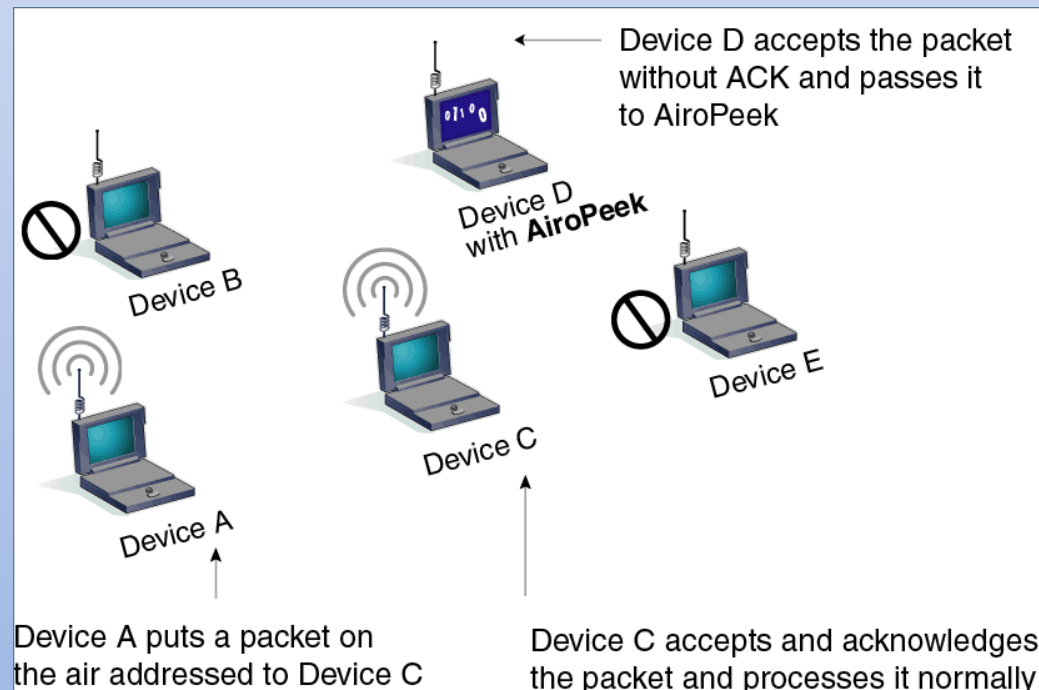 Device D accepts the packet
without ACK and passes it
to AiroPeek
01100
Device D
with AiroPeek
Device B
Device E
Device C
Device A
Device A puts a packet on
the air addressed to Device C
Device C accepts and acknowledges
the packet and processes it normally